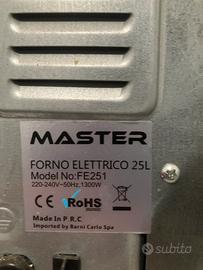 MASTER
FORNO ELETTRICO 25L
Model No:FE251
220-240V~50Hz,1300W
CE RoHS
Made In P.R.C
Imported by Barni Carlo Spa
subito